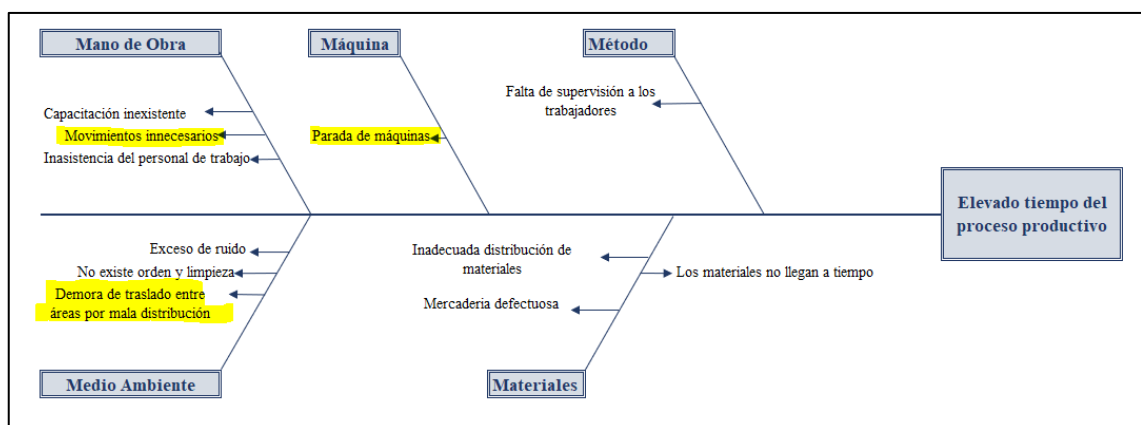 Mano de Obra
Máquina
Método
Capacitación inexistente
Movimientos innecesarios
Inasistencia del personal de trabajo
Parada de máquinas
Falta de supervisión a los
trabajadores
Elevado tiempo del
proceso productivo
Exceso de ruido
No existe orden y limpieza
Demora de traslado entre
áreas por mala distribución
Inadecuada distribución de
materiales
Los materiales no llegan a tiempo
Mercaderia defectuosa
Medio Ambiente
Materiales